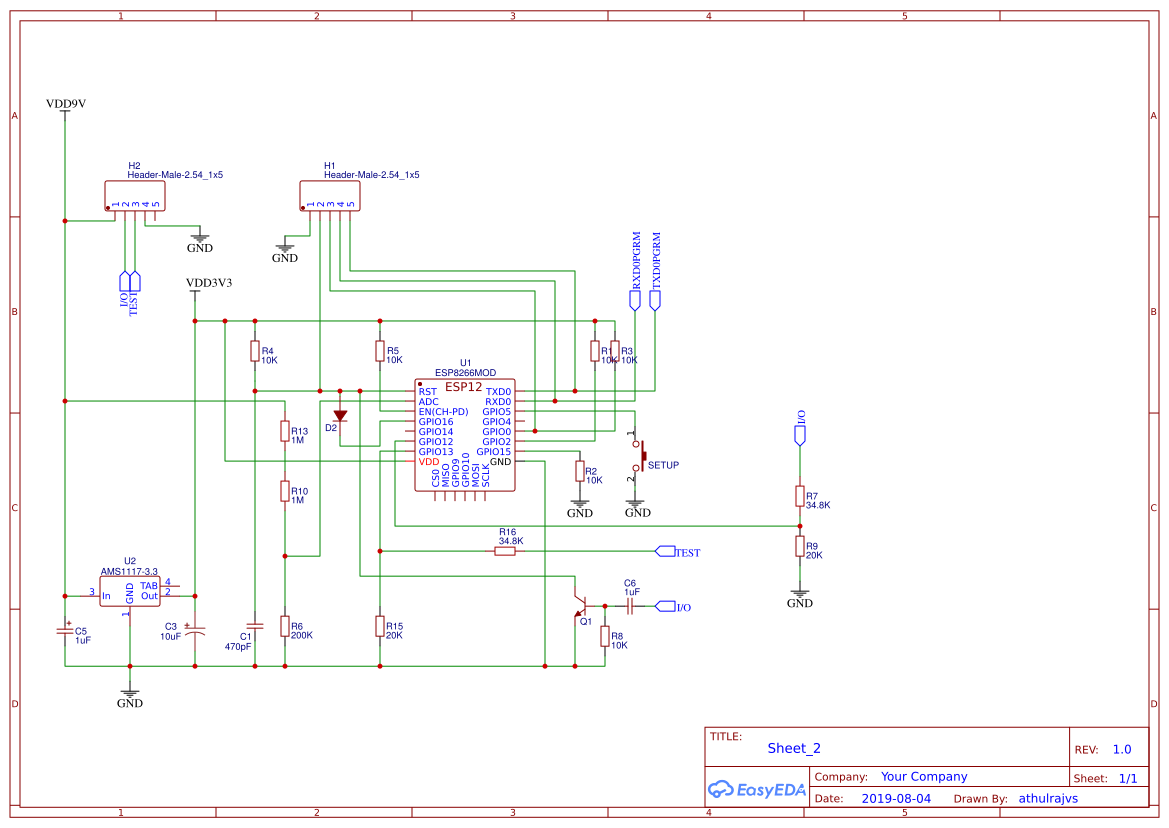 1 2 3 4 5
A A
B B
C C
D D
1 2 3 4 5
VDD9V
H2
Header-Male-2.54_1x5
1 2 3 4 5
GND
I/O
TEST
H1
Header-Male-2.54_1x5
1 2 3 4 5
GND
VDD3V3
RXD0PGRM
TXD0PGRM
R4
10K
R5
10K
R1
10K
R3
10K
U1
ESP8266MOD
ESP12
RST TXD0
ADC RXD0
EN(CH-PD) GPIO5
GPIO16 GPIO4
GPIO14 GPIO0
GPIO12 GPIO2
GPIO13 GPIO15
VDD GND
CS0
MISO
GPIO9
GPIO10
MOSI
SCLK
D2
R13
1M
R10
1M
R2
10K
GND
1
SETUP
2
GND
I/O
R7
34.8K
R9
20K
GND
R16
34.8K
TEST
U2
AMS1117-3.3
3 In
GND
1
TAB 4
Out 2
C5
1uF
C3
10uF
C1
470pF
R6
200K
R15
20K
C6
1uF
I/O
Q1
R8
10K
GND
TITLE:
Sheet_2
REV: 1.0
EasyEDA
Company: Your Company
Sheet: 1/1
Date: 2019-08-04 Drawn By: athulrajvs